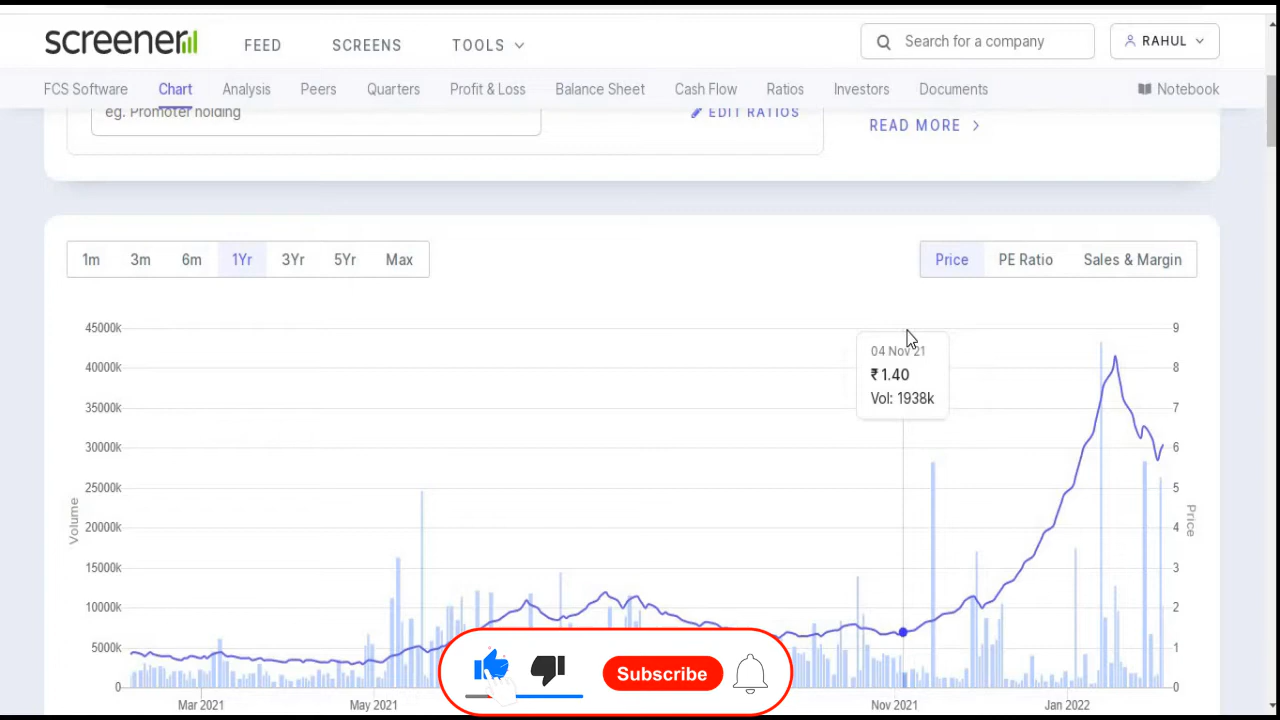 screener FEED SCREENS TOOLS Search for a company RAHUL
FCS Software Chart Analysis Peers Quarters Profit & Loss Balance Sheet Cash Flow Ratios Investors Documents Notebook
eg. Promoter holding EDIT RATIOS READ MORE
1m 3m 6m 1Yr 3Yr 5Yr Max Price PE Ratio Sales & Margin
45000k 9
04 Nov 21
40000k ₹ 1.40 8
Vol: 1938k
35000k 7
30000k 6
25000k 5
Volume Price
20000k 4
15000k 3
10000k 2
5000k 1
Subscribe
0 0
Mar 2021 May 2021 Nov 2021 Jan 2022